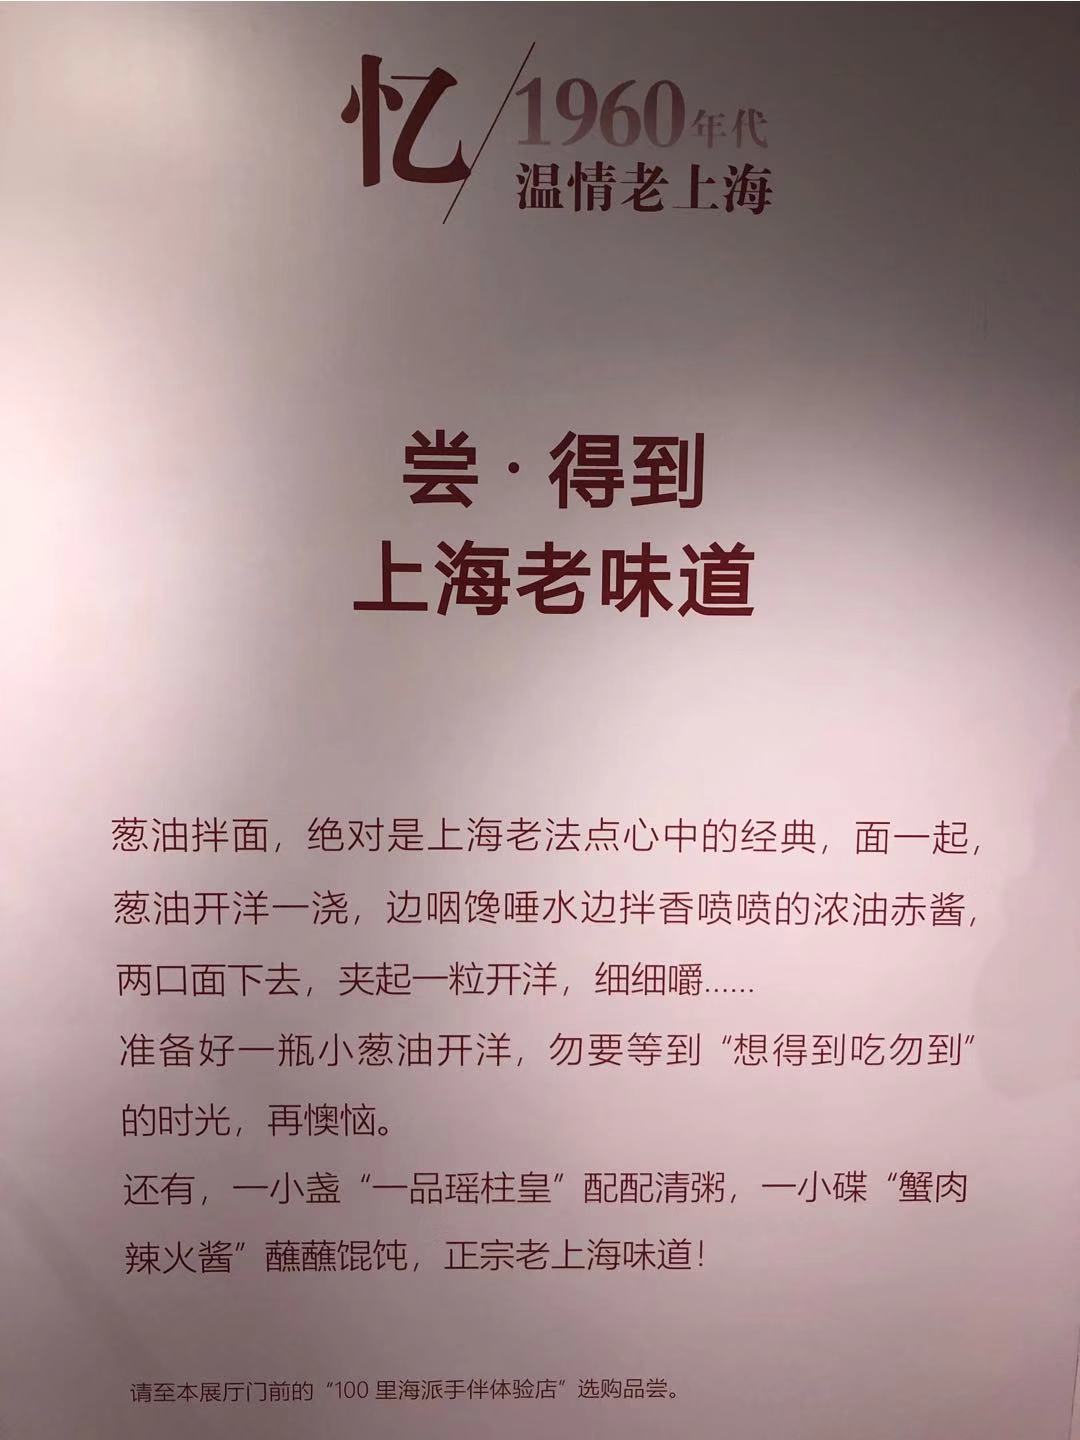 忆
1960年代
温情老上海
尝·得到
上海老味道
葱油拌面，绝对是上海老法点心中的经典，面一起，
葱油开洋一浇，边咽馋唾水边拌香喷喷的浓油赤酱，
两口面下去，夹起一粒开洋，细细嚼……
准备好一瓶小葱油开洋，勿要等到“想得到吃勿到”
的时光，再懊恼。
还有，一小盏“一品瑶柱皇”配配清粥，一小碟“蟹肉
辣火酱”蘸蘸馄饨，正宗老上海味道！
请至本展厅门前的“100 里海派手伴体验店”选购品尝。